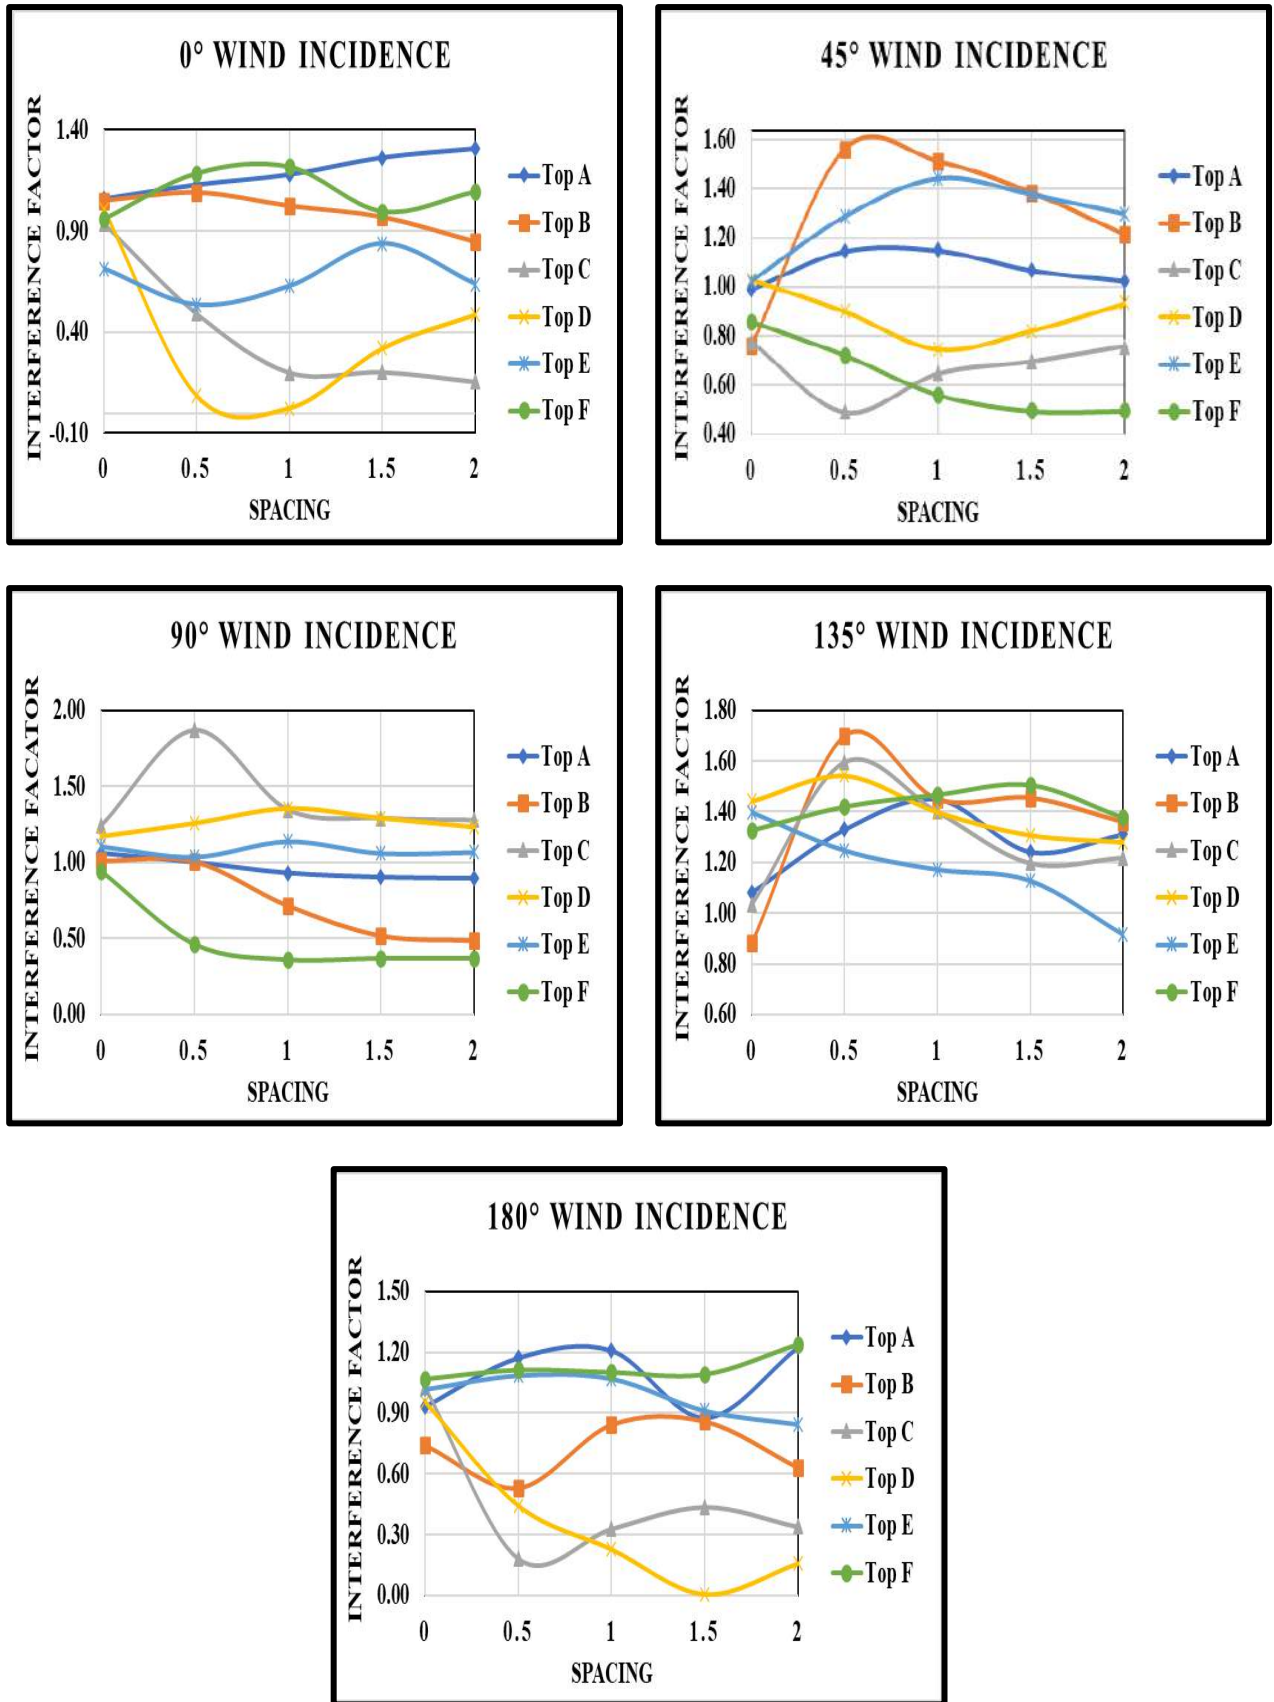 0° WIND INCIDENCE
INTERFERENCE FACTOR
1.40
0.90
0.40
-0.10
0 0.5 1 1.5 2
SPACING
Top A
Top B
Top C
Top D
Top E
Top F
45° WIND INCIDENCE
INTERFERENCE FACTOR
1.60
1.40
1.20
1.00
0.80
0.60
0.40
0 0.5 1 1.5 2
SPACING
Top A
Top B
Top C
Top D
Top E
Top F
90° WIND INCIDENCE
INTERFERENCE FACATOR
2.00
1.50
1.00
0.50
0.00
0 0.5 1 1.5 2
SPACING
Top A
Top B
Top C
Top D
Top E
Top F
135° WIND INCIDENCE
INTERFERENCE FACTOR
1.80
1.60
1.40
1.20
1.00
0.80
0.60
0 0.5 1 1.5 2
SPACING
Top A
Top B
Top C
Top D
Top E
Top F
180° WIND INCIDENCE
INTERFERENCE FACTOR
1.50
1.20
0.90
0.60
0.30
0.00
0 0.5 1 1.5 2
SPACING
Top A
Top B
Top C
Top D
Top E
Top F